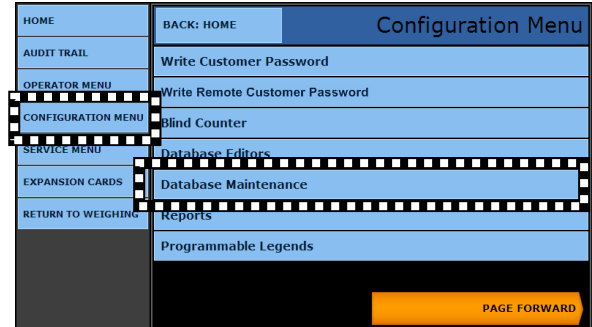 HOME
AUDIT TRAIL
OPERATOR MENU
CONFIGURATION MENU
SERVICE MENU
EXPANSION CARDS
RETURN TO WEIGHING
BACK: HOME
Configuration Menu
Write Customer Password
Write Remote Customer Password
Blind Counter
Database Editors
Database Maintenance
Reports
Programmable Legends
PAGE FORWARD